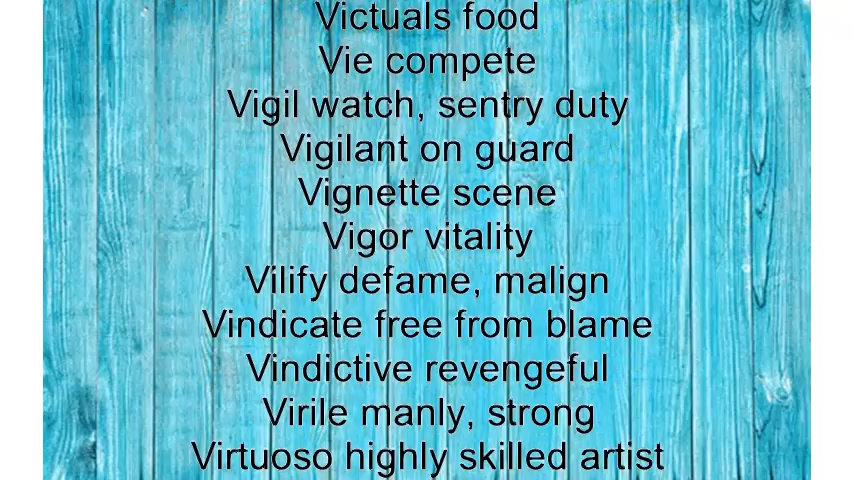 Victuals food
Vie compete
Vigil watch, sentry duty
Vigilant on guard
Vignette scene
Vigor vitality
Vilify defame, malign
Vindicate free from blame
Vindictive revengeful
Virile manly, strong
Virtuoso highly skilled artist